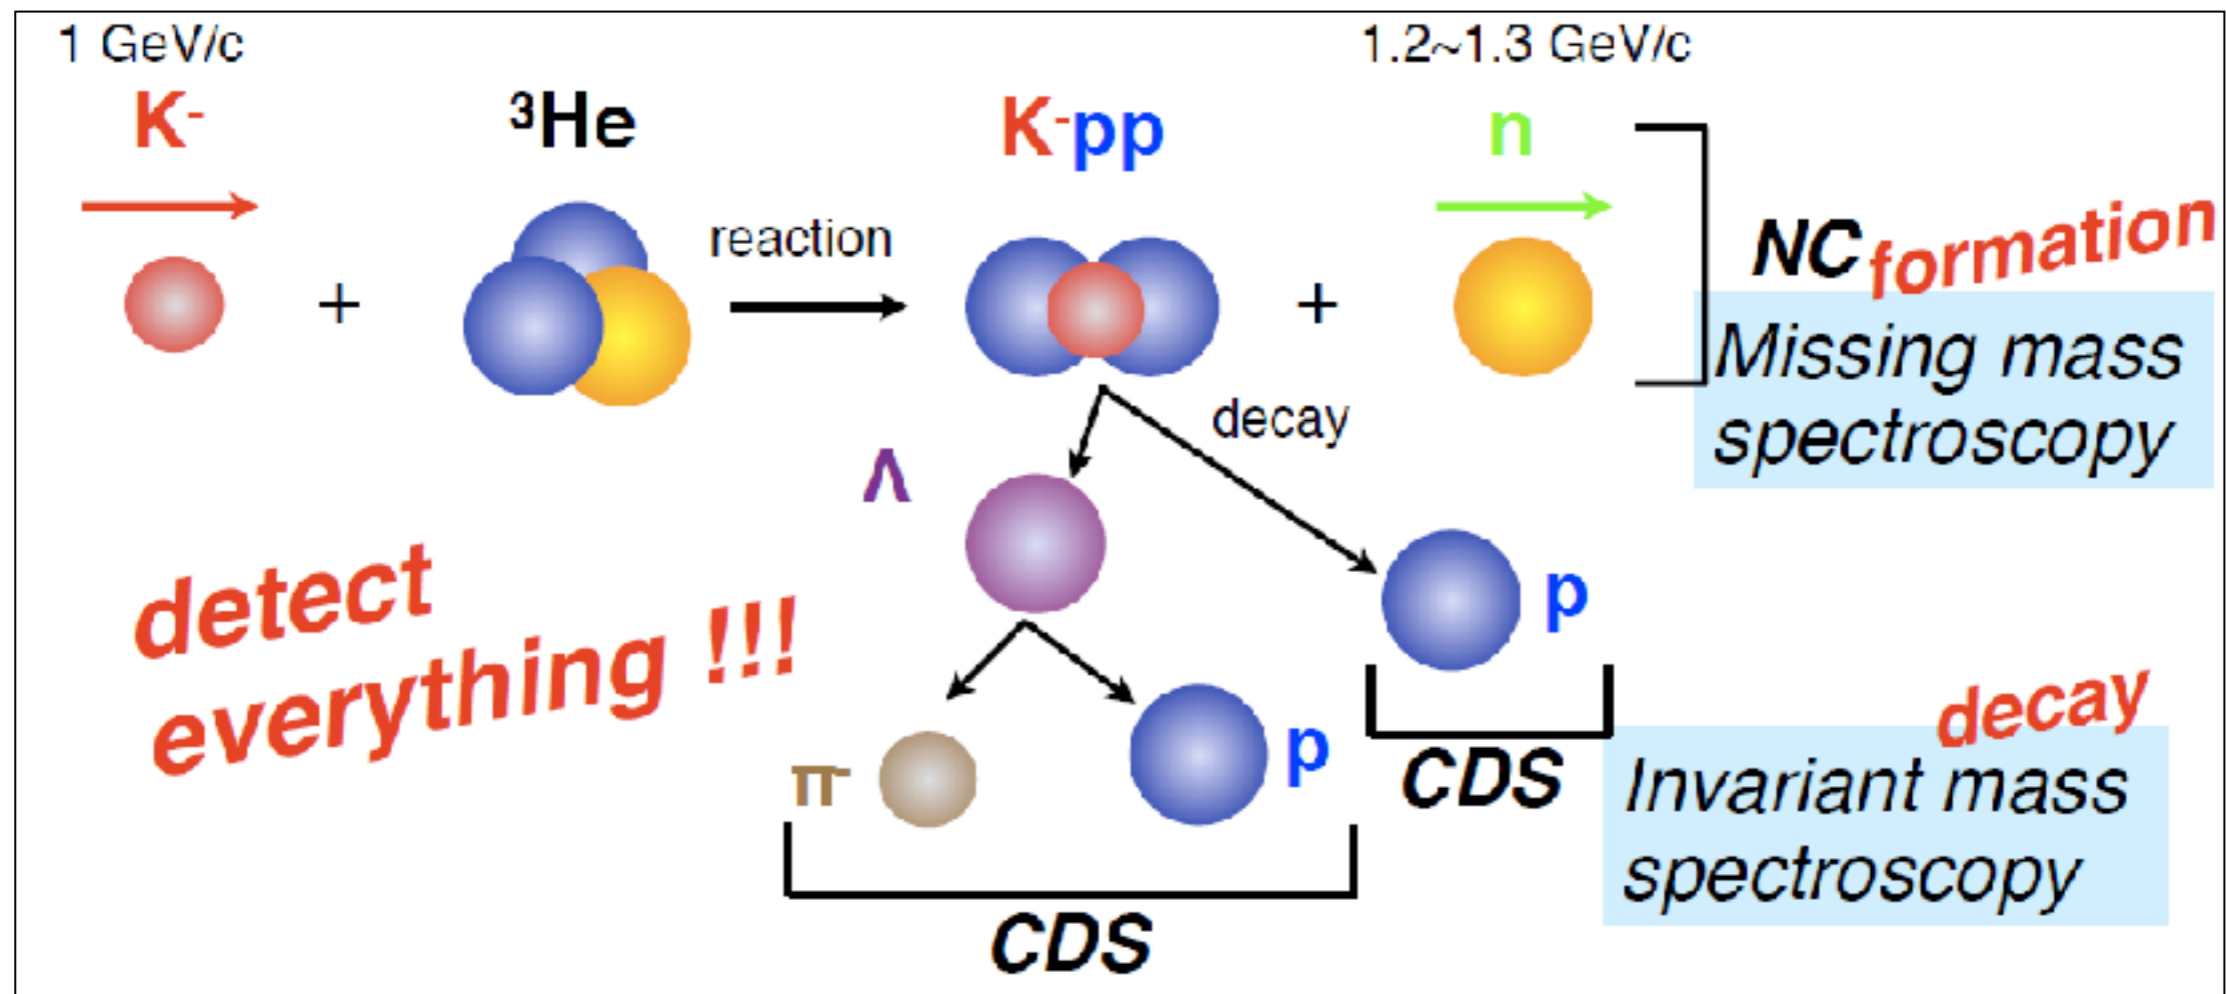 1 GeV/c
1.2~1.3 GeV/c
K-
³He
K-pp
n
reaction
+
+
NC formation
Missing mass
spectroscopy
decay
Λ
p
detect
everything !!!
π-
p
CDS
decay
Invariant mass
spectroscopy
CDS